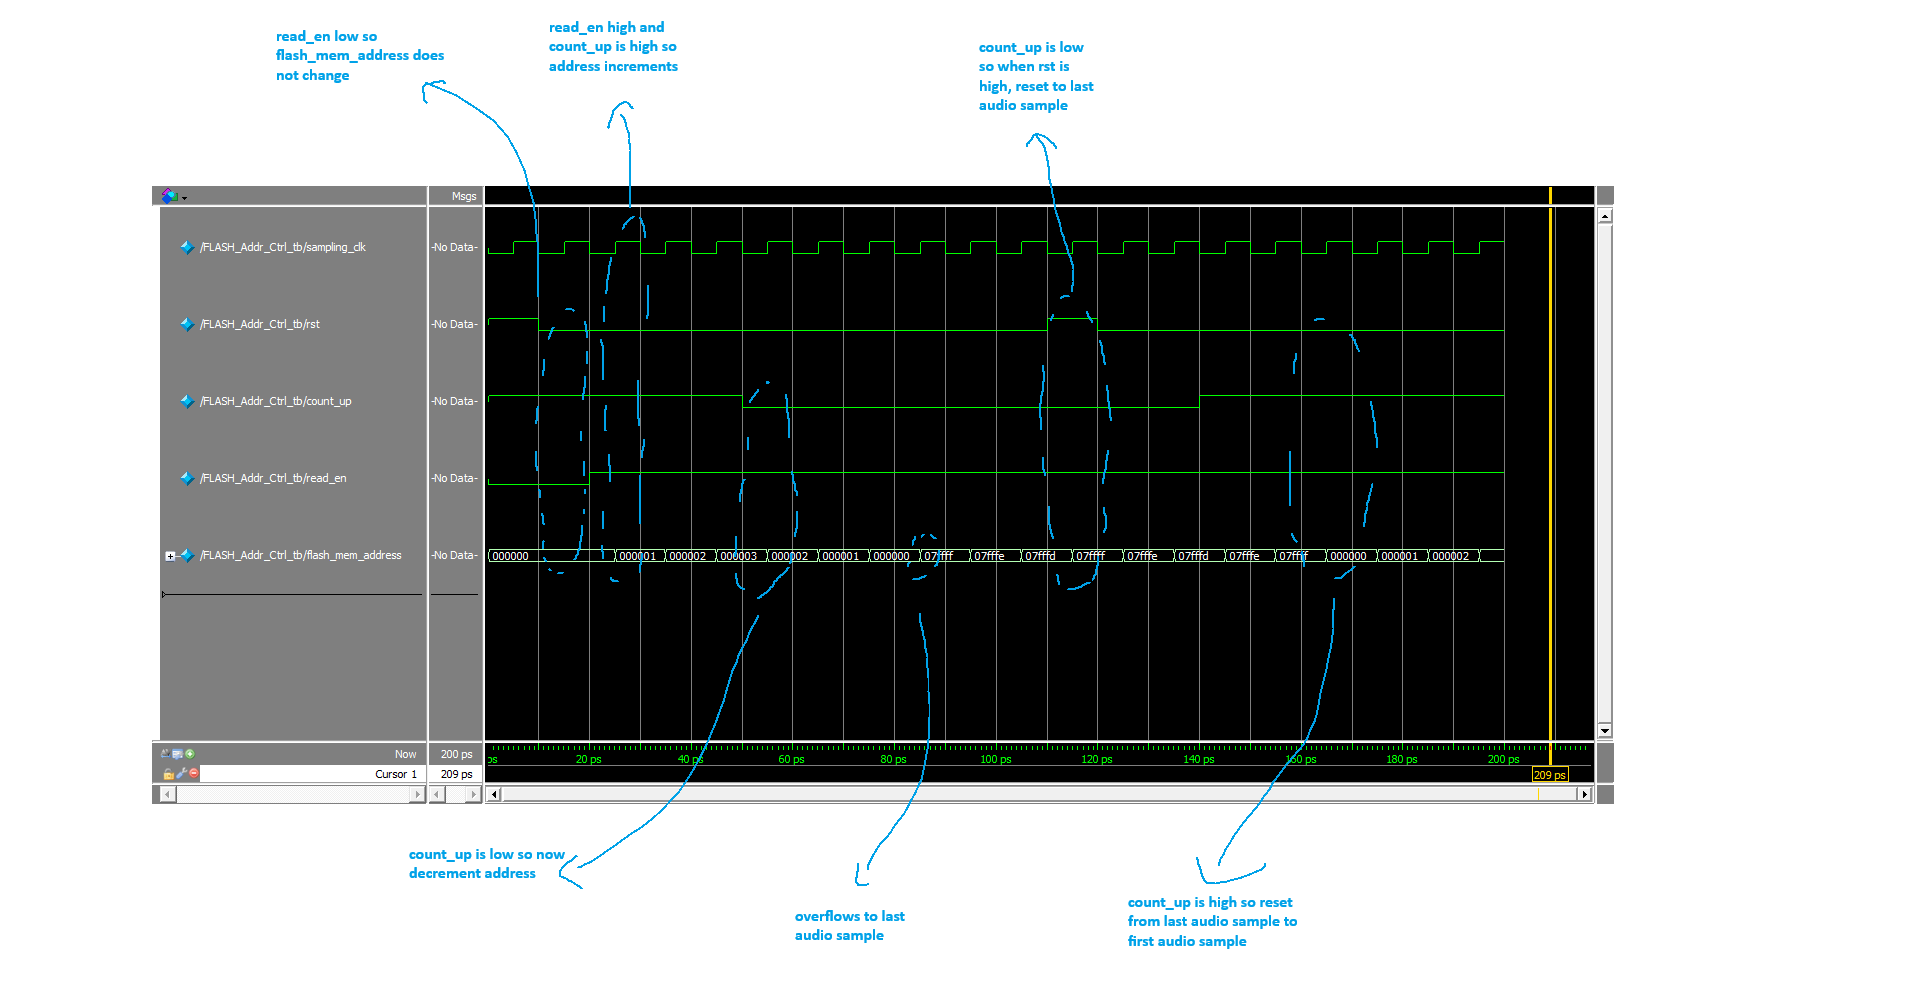 read_en low so
flash_mem_address does
not change
read_en high and
count_up is high so
address increments
count_up is low
so when rst is
high, reset to last
audio sample
Msgs
/FLASH_Addr_Ctrl_tb/sampling_clk
-No Data-
/FLASH_Addr_Ctrl_tb/rst
-No Data-
/FLASH_Addr_Ctrl_tb/count_up
-No Data-
/FLASH_Addr_Ctrl_tb/read_en
-No Data-
/FLASH_Addr_Ctrl_tb/flash_mem_address
-No Data-
000000 000001 000002 000003 000002 000001 000000 07ffff 07fffe 07fffd 07ffff 07fffe 07fffd 07fffe 07ffff 000000 000001 000002
Now
200 ps
ps 20 ps 40 ps 60 ps 80 ps 100 ps 120 ps 140 ps 160 ps 180 ps 200 ps
Cursor 1
209 ps
209 ps
count_up is low so now
decrement address
overflows to last
audio sample
count_up is high so reset
from last audio sample to
first audio sample